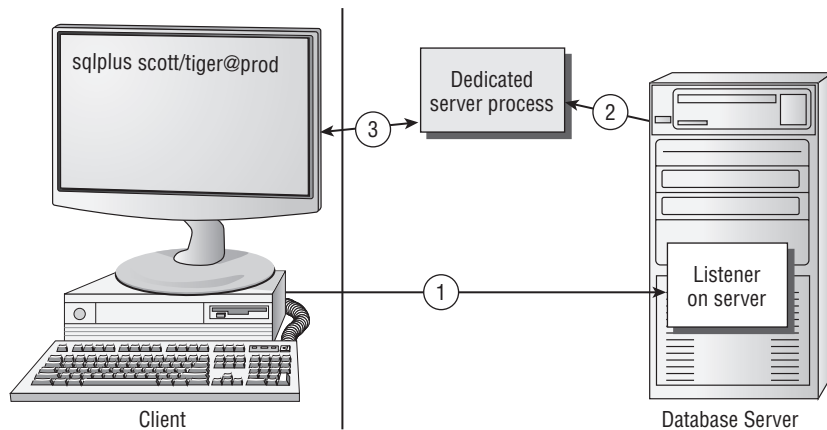 sqlplus scott/tiger@prod
Dedicated
server process
2
3
1
Listener
on server
Client
Database Server